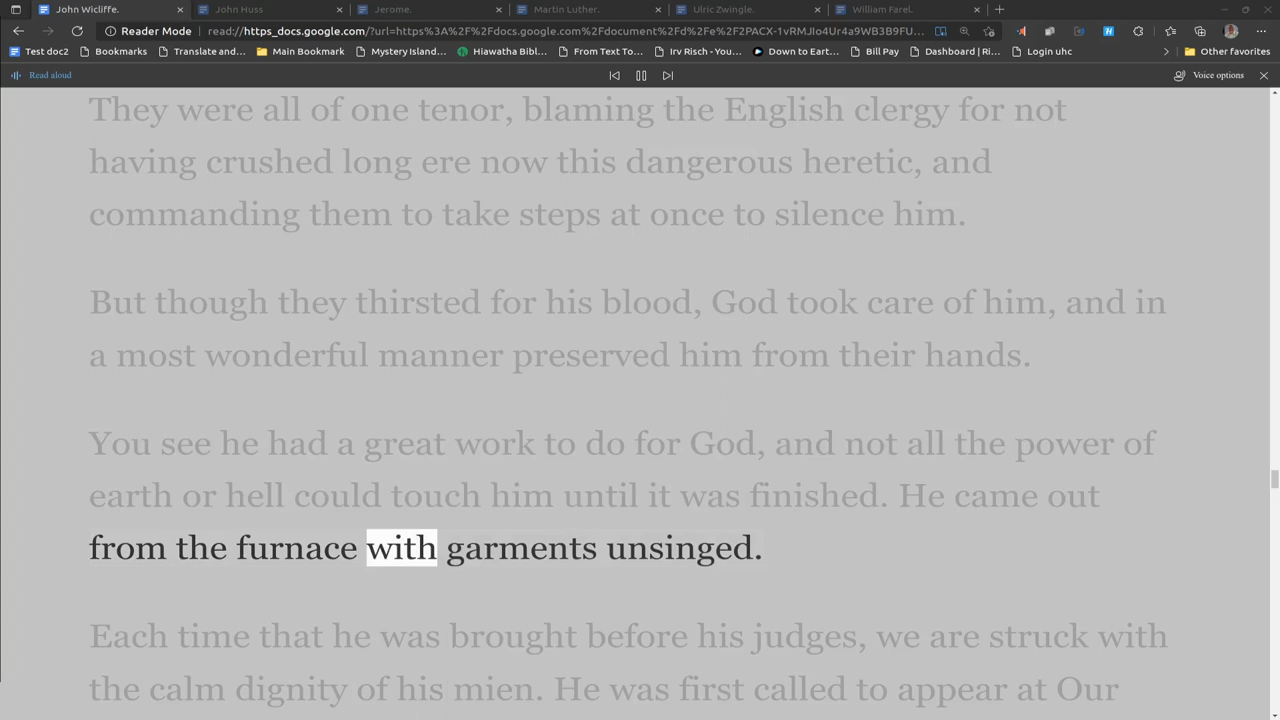 John Wicliffe.
John Huss
Jerome.
Martin Luther.
Ulric Zwingle.
William Farel.
Reader Mode
read://https_docs.google.com/?url=https%3A%2F%2Fdocs.google.com%2Fdocument%2Fd%2Fe%2F2PACX-1vRMJIo4Ur4a9WB3B9FU...
Test doc2
Bookmarks
Translate and...
Main Bookmark
Mystery Island...
Hiawatha Bibl...
From Text To...
Irv Risch - You...
Down to Eart...
Bill Pay
Dashboard | Ri...
Login uhc
Other favorites
Read aloud
Voice options
They were all of one tenor, blaming the English clergy for not
having crushed long ere now this dangerous heretic, and
commanding them to take steps at once to silence him.
But though they thirsted for his blood, God took care of him, and in
a most wonderful manner preserved him from their hands.
You see he had a great work to do for God, and not all the power of
earth or hell could touch him until it was finished. He came out
from the furnace with garments unsinged.
Each time that he was brought before his judges, we are struck with
the calm dignity of his mien. He was first called to appear at Our